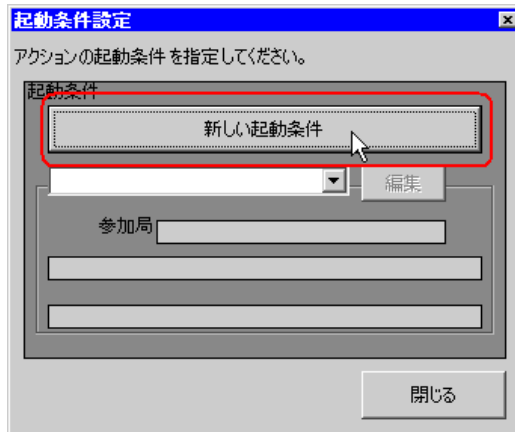 起動条件設定
アクションの起動条件を指定してください。
起動条件
新しい起動条件
編集
参加局
閉じる